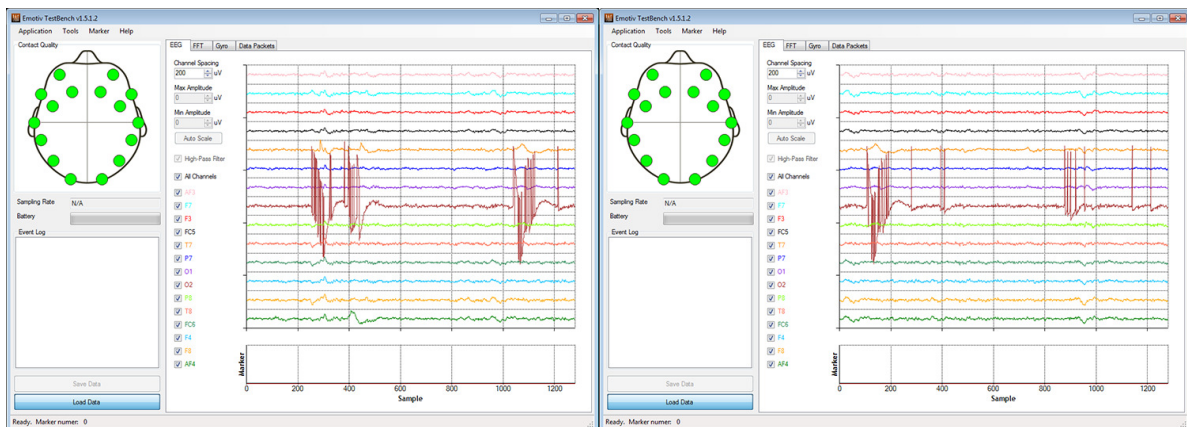 Emotiv TestBench v1.5.1.2
Application Tools Marker Help
Contact Quality
EEG FFT Gyro Data Packets
Channel Spacing
200 uV
Max Amplitude
0 uV
Min Amplitude
0 uV
Auto Scale
High-Pass Filter
All Channels
AF3
F7
F3
FC5
T7
P7
O1
O2
P8
T8
FC6
F4
F8
AF4
Sampling Rate N/A
Battery
Event Log
Marker
0 200 400 600 800 1000 1200
Sample
Save Data
Load Data
Ready. Marker numer: 0
Emotiv TestBench v1.5.1.2
Application Tools Marker Help
Contact Quality
EEG FFT Gyro Data Packets
Channel Spacing
200 uV
Max Amplitude
0 uV
Min Amplitude
0 uV
Auto Scale
High-Pass Filter
All Channels
AF3
F7
F3
FC5
T7
P7
O1
O2
P8
T8
FC6
F4
F8
AF4
Sampling Rate N/A
Battery
Event Log
Marker
0 200 400 600 800 1000 1200
Sample
Save Data
Load Data
Ready. Marker numer: 0